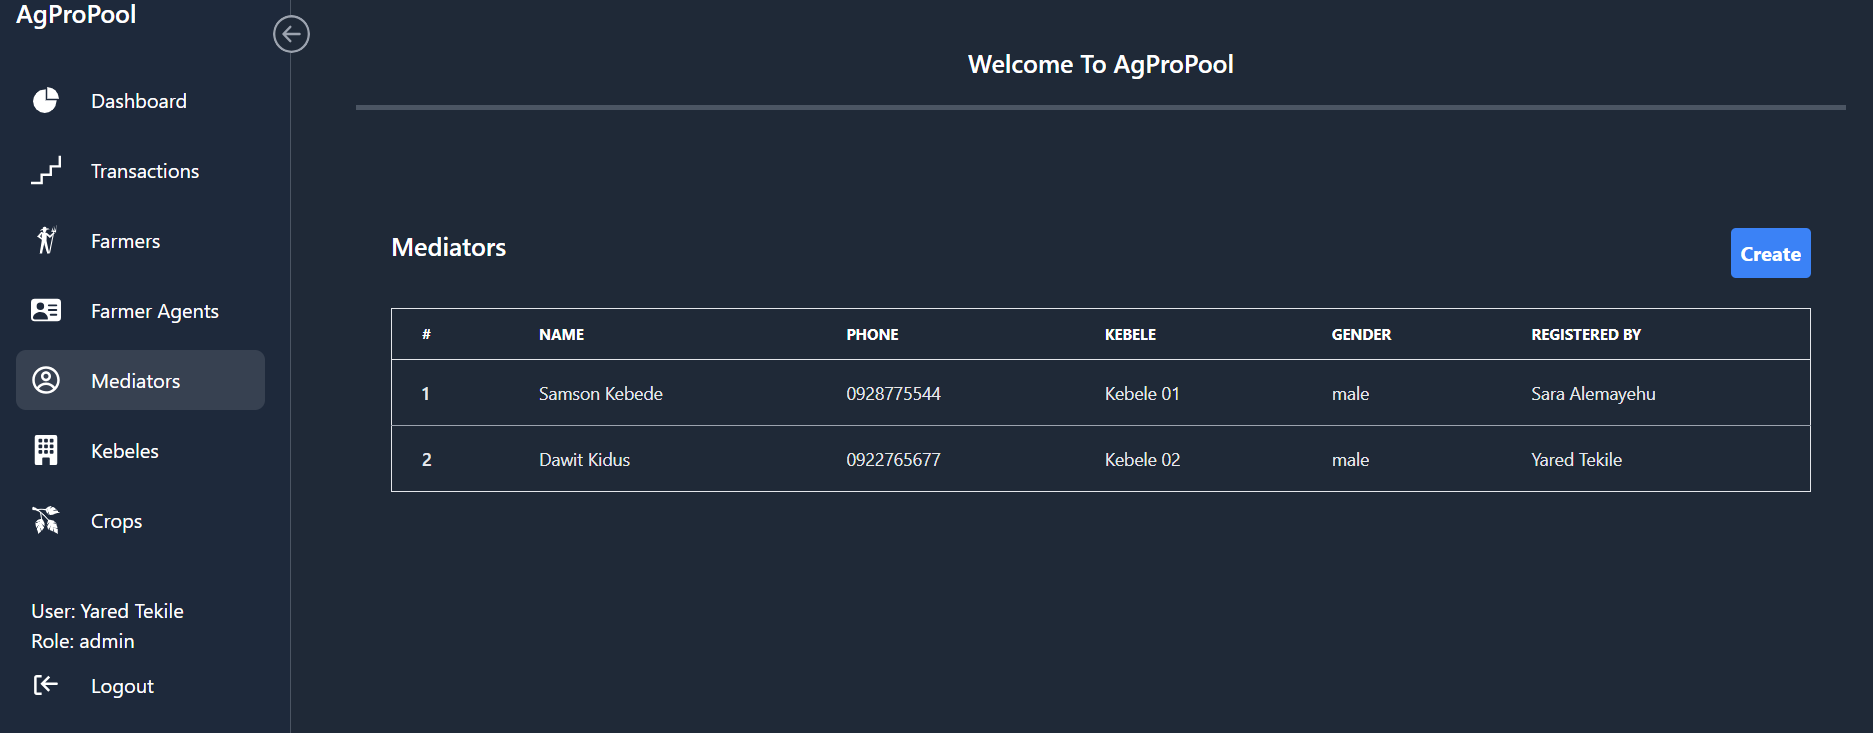 AgProPool
Dashboard
Transactions
Farmers
Farmer Agents
Mediators
Kebeles
Crops
User: Yared Tekile
Role: admin
Logout
Welcome To AgProPool
Mediators
Create
# NAME PHONE KEBELE GENDER REGISTERED BY
1 Samson Kebede 0928775544 Kebele 01 male Sara Alemayehu
2 Dawit Kidus 0922765677 Kebele 02 male Yared Tekile